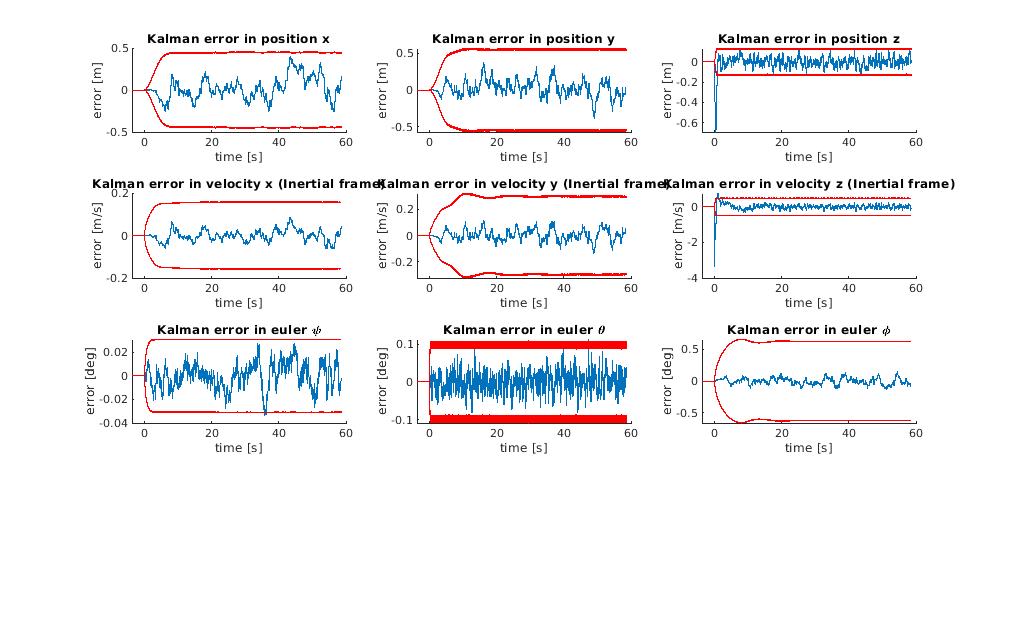 Kalman error in position x
0.5
0
-0.5
error [m]
0 20 40 60
time [s]
Kalman error in position y
0.5
0
-0.5
error [m]
0 20 40 60
time [s]
Kalman error in position z
0
-0.2
-0.4
-0.6
error [m]
0 20 40 60
time [s]
Kalman error in velocity x (Inertial frame)
0.2
0
-0.2
error [m/s]
0 20 40 60
time [s]
Kalman error in velocity y (Inertial frame)
0.2
0
-0.2
error [m/s]
0 20 40 60
time [s]
Kalman error in velocity z (Inertial frame)
0
-2
-4
error [m/s]
0 20 40 60
time [s]
Kalman error in euler ψ
0.02
0
-0.02
-0.04
error [deg]
0 20 40 60
time [s]
Kalman error in euler θ
0.1
0
-0.1
error [deg]
0 20 40 60
time [s]
Kalman error in euler ϕ
0.5
0
-0.5
error [deg]
0 20 40 60
time [s]